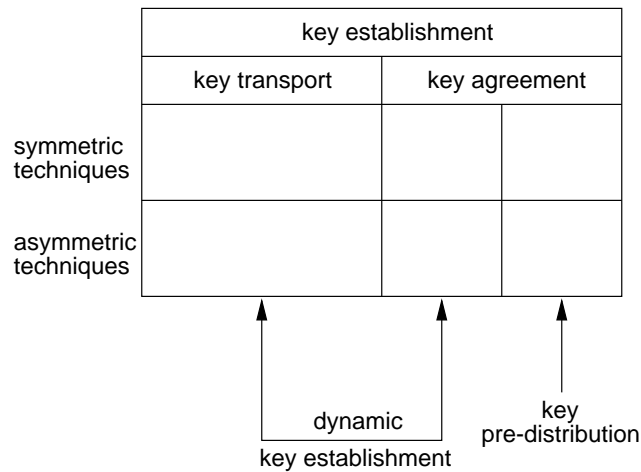 key establishment
key transport
key agreement
symmetric
techniques
asymmetric
techniques
dynamic
key establishment
key
pre-distribution